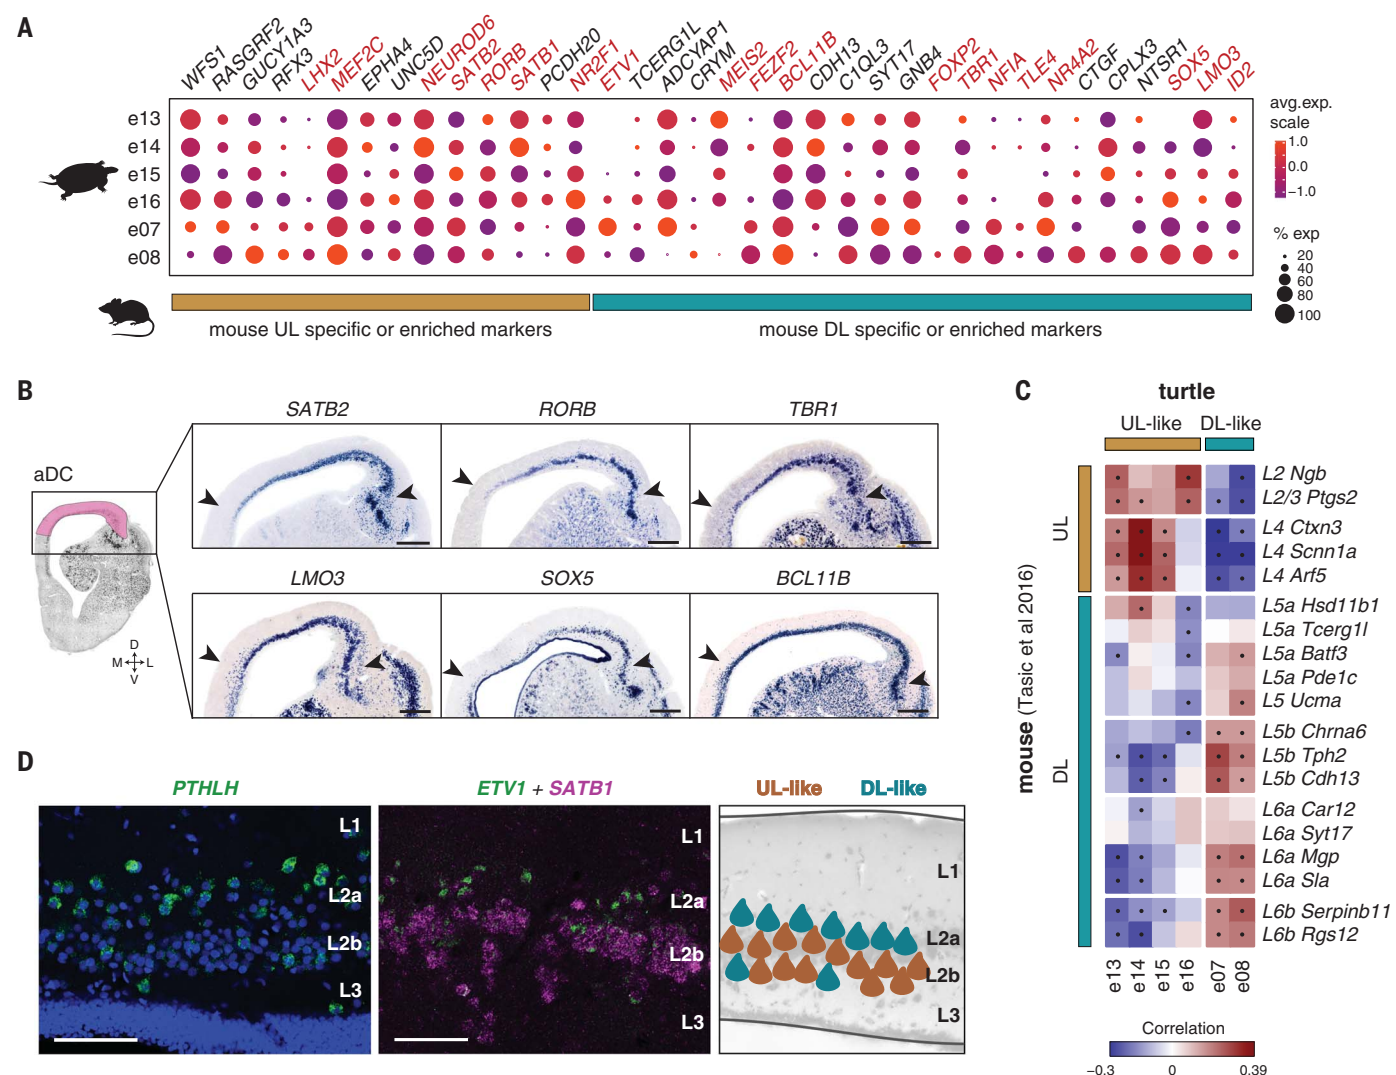 A
WFS1
RASGRF2
GUCY1A3
RFX3
LHX2
MEF2C
EPHA4
UNC5D
NEUROD6
SATB2
RORB
SATB1
PCDH20
NR2F1
ETV1
TCERG1L
ADCYAP1
CRYM
MEIS2
FEZF2
BCL11B
CDH13
C1QL3
SYT17
GNB4
FOXP2
TBR1
NFIA
TLE4
NR4A2
CTGF
CPLX3
NTSR1
SOX5
LMO3
ID2
e13
e14
e15
e16
e07
e08
avg.exp.
scale
1.0
0.0
−1.0
% exp
20
40
60
80
100
mouse UL specific or enriched markers
mouse DL specific or enriched markers
B
aDC
D
M L
V
SATB2
RORB
TBR1
LMO3
SOX5
BCL11B
C
turtle
UL-like DL-like
mouse (Tasic et al 2016)
UL
DL
L2 Ngb
L2/3 Ptgs2
L4 Ctxn3
L4 Scnn1a
L4 Arf5
L5a Hsd11b1
L5a Tcerg1l
L5a Batf3
L5a Pde1c
L5 Ucma
L5b Chrna6
L5b Tph2
L5b Cdh13
L6a Car12
L6a Syt17
L6a Mgp
L6a Sla
L6b Serpinb11
L6b Rgs12
e13
e14
e15
e16
e07
e08
Correlation
−0.3 0 0.39
D
PTHLH
L1
L2a
L2b
L3
ETV1 + SATB1
L1
L2a
L2b
L3
UL-like DL-like
L1
L2a
L2b
L3